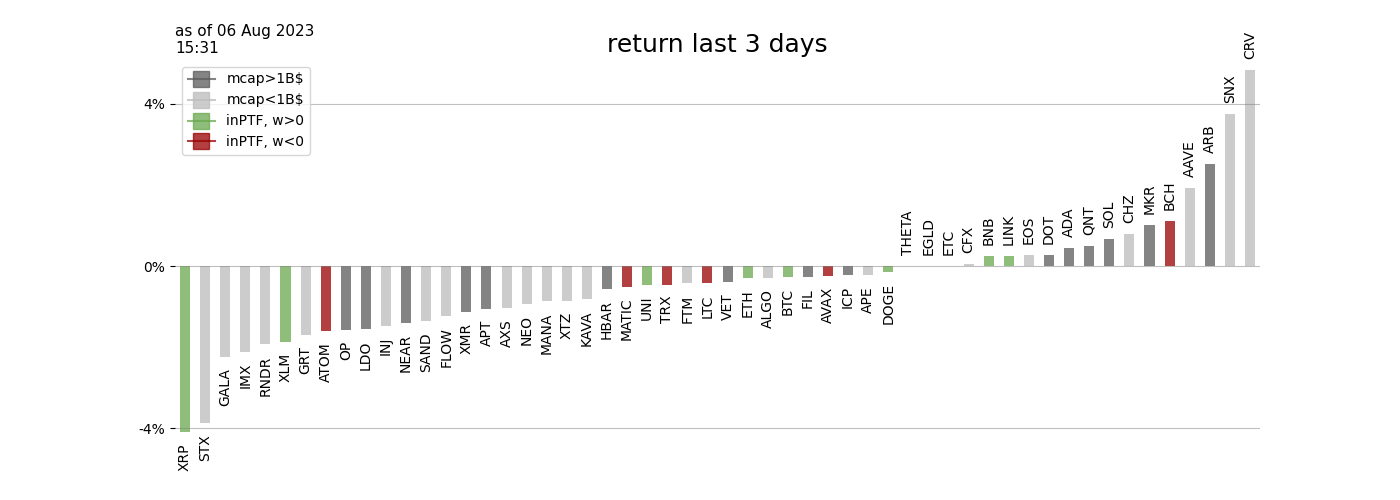 as of 06 Aug 2023
15:31
return last 3 days
mcap>1B$
mcap<1B$
inPTF, w>0
inPTF, w<0
4%
0%
-4%
XRP
STX
GALA
IMX
RNDR
XLM
GRT
ATOM
OP
LDO
INJ
NEAR
SAND
FLOW
XMR
APT
AXS
NEO
MANA
XTZ
KAVA
HBAR
MATIC
UNI
TRX
FTM
LTC
VET
ETH
ALGO
BTC
FIL
AVAX
ICP
APE
DOGE
THETA
EGLD
ETC
CFX
BNB
LINK
EOS
DOT
ADA
QNT
SOL
CHZ
MKR
BCH
AAVE
ARB
SNX
CRV